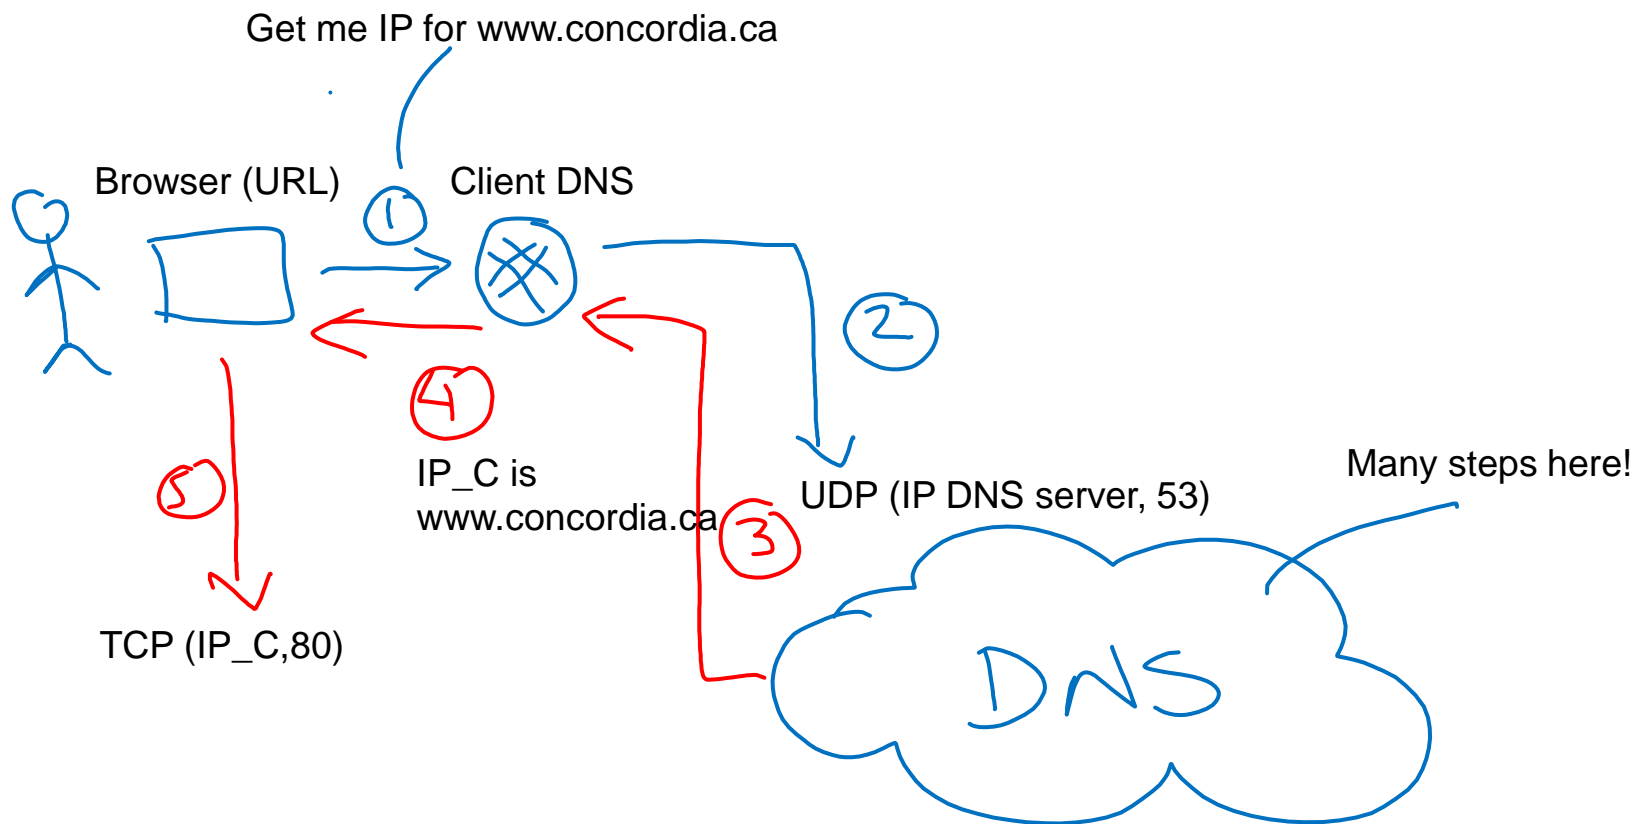 Get me IP for www.concordia.ca
Browser (URL)
1
Client DNS
2
4
IP_C is
www.concordia.ca
3
UDP (IP DNS server, 53)
Many steps here!
5
TCP (IP_C,80)
DNS